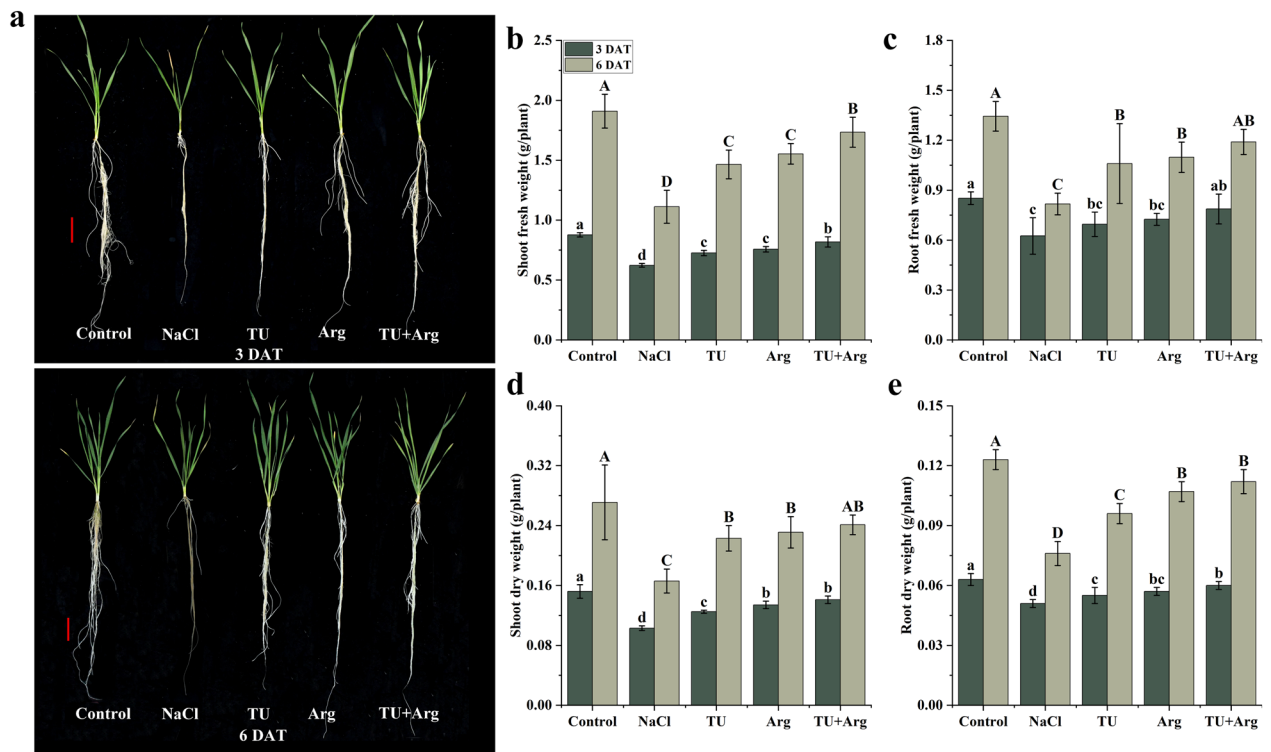 a
Control NaCl TU Arg TU+Arg
3 DAT
Control NaCl TU Arg TU+Arg
6 DAT
b
Shoot fresh weight (g/plant)
2.5
2.0
1.5
1.0
0.5
0.0
3 DAT
6 DAT
a A
d D
c C
c C
b B
Control NaCl TU Arg TU+Arg
c
Root fresh weight (g/plant)
1.8
1.5
1.2
0.9
0.6
0.3
0.0
a A
c C
bc B
bc B
ab AB
Control NaCl TU Arg TU+Arg
d
Shoot dry weight (g/plant)
0.40
0.32
0.24
0.16
0.08
0.00
a A
d C
c B
b B
b AB
Control NaCl TU Arg TU+Arg
e
Root dry weight (g/plant)
0.15
0.12
0.09
0.06
0.03
0.00
a A
d D
c C
bc B
b B
Control NaCl TU Arg TU+Arg